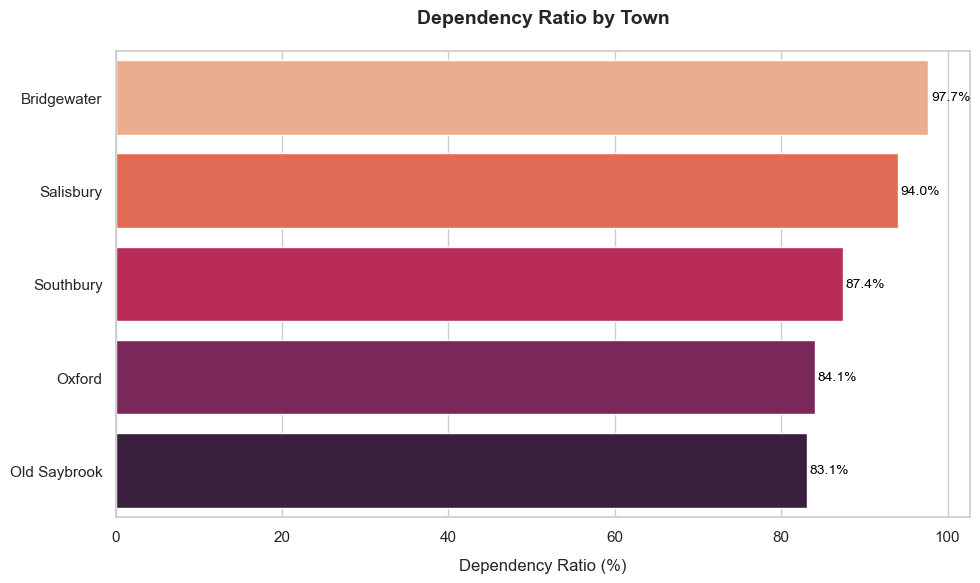 Dependency Ratio by Town
Bridgewater
97.7%
Salisbury
94.0%
Southbury
87.4%
Oxford
84.1%
Old Saybrook
83.1%
0 20 40 60 80 100
Dependency Ratio (%)